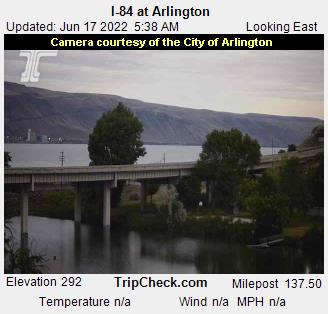 I-84 at Arlington
Updated: Jun 17 2022 5:38 AM Looking East
Camera courtesy of the City of Arlington
Elevation 292 TripCheck.com Milepost 137.50
Temperature n/a Wind n/a MPH n/a